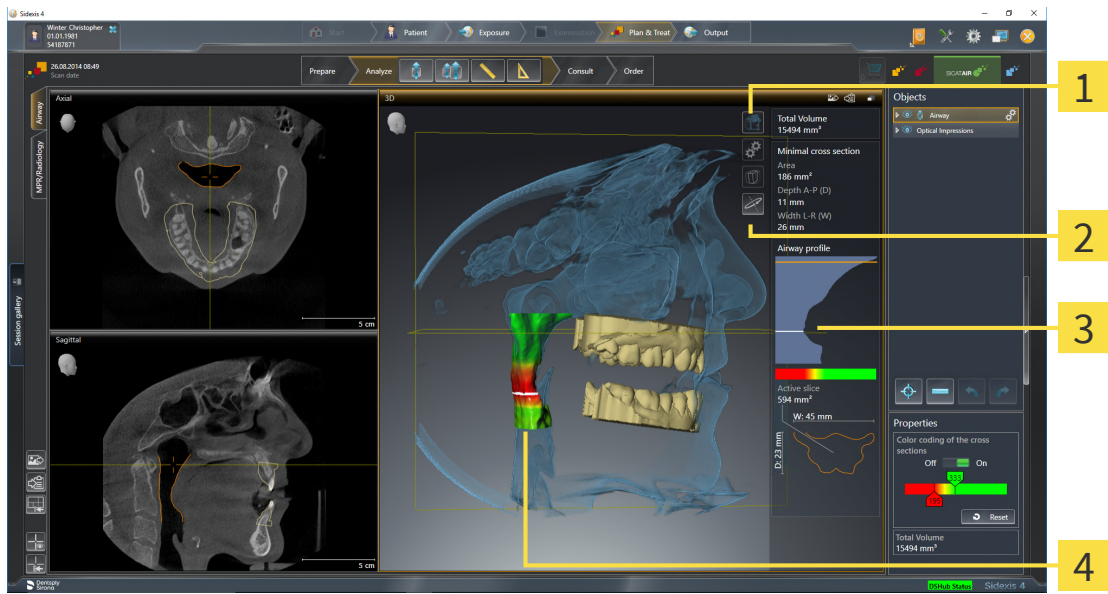 Sidexis 4
Winter Christopher
01.01.1981
S4187871
Start
Patient
Exposure
Examination
Plan & Treat
Output
26.08.2014 08:49
Scan date
Prepare
Analyze
Consult
Order
SICATAIR
Airway
MPR/Radiology
Session gallery
Axial
5 cm
Sagittal
5 cm
3D
Total Volume
15494 mm³
Minimal cross section
Area
186 mm²
Depth A-P (D)
11 mm
Width L-R (W)
26 mm
Airway profile
Active slice
594 mm²
W: 45 mm
D: 23 mm
Objects
Airway
Optical Impressions
Properties
Color coding of the cross
sections
Off
On
333
Reset
Total Volume
15494 mm³
1
2
3
4
Dentsply
Sirona
DSHub Status
Sidexis 4